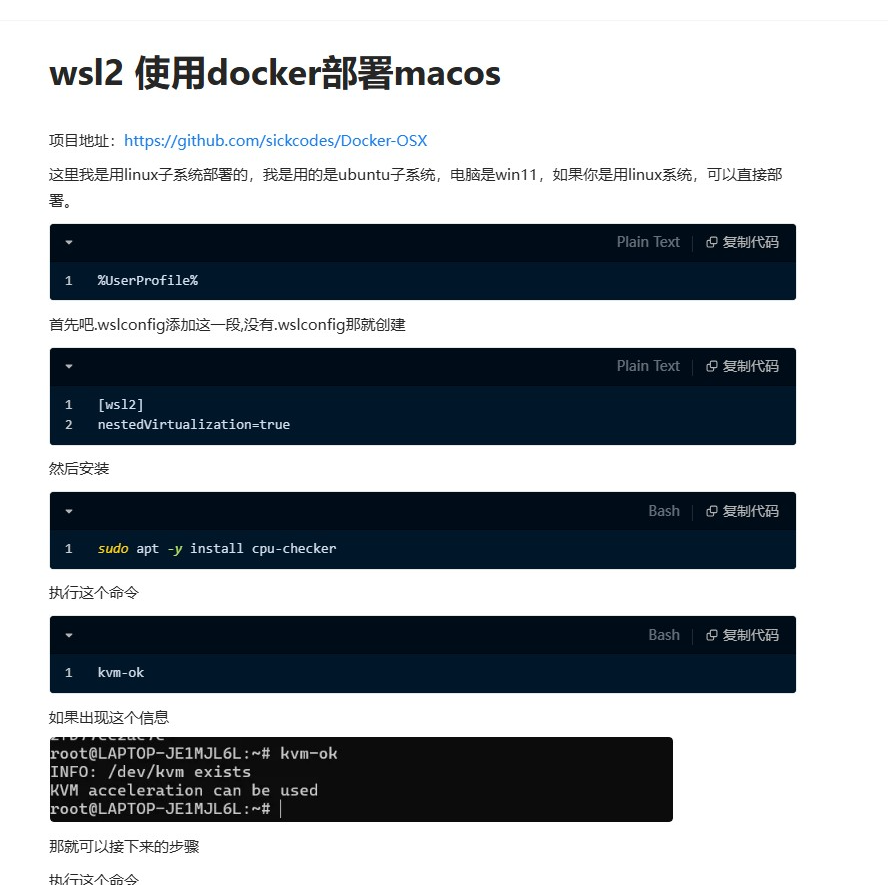 wsl2 使用docker部署macos
项目地址：https://github.com/sickcodes/Docker-OSX
这里我是用linux子系统部署的，我是用的是ubuntu子系统，电脑是win11，如果你是用linux系统，可以直接部
署。
Plain Text 复制代码
1 %UserProfile%
首先吧.wslconfig添加这一段,没有.wslconfig那就创建
Plain Text 复制代码
1 [wsl2]
2 nestedVirtualization=true
然后安装
Bash 复制代码
1 sudo apt -y install cpu-checker
执行这个命令
Bash 复制代码
1 kvm-ok
如果出现这个信息
root@LAPTOP-JE1MJL6L:~# kvm-ok
INFO: /dev/kvm exists
KVM acceleration can be used
root@LAPTOP-JE1MJL6L:~#
那就可以接下来的步骤
执行这个命令